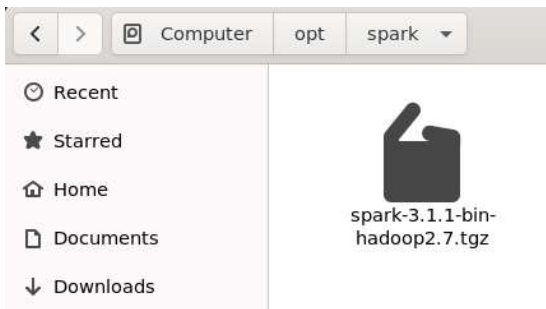 Computer opt spark
Recent
Starred
Home
Documents
Downloads
spark-3.1.1-bin-
hadoop2.7.tgz